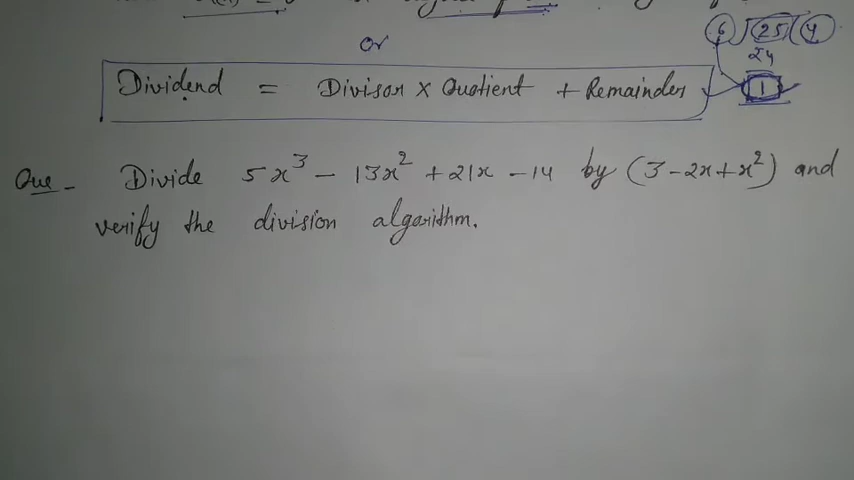 or
6 ) 25 ( 4
24
1
Dividend = Divisor × Quotient + Remainders
Que - Divide 5x³ - 13x² + 21x - 14 by (3 - 2x + x²) and
verify the division algorithm.